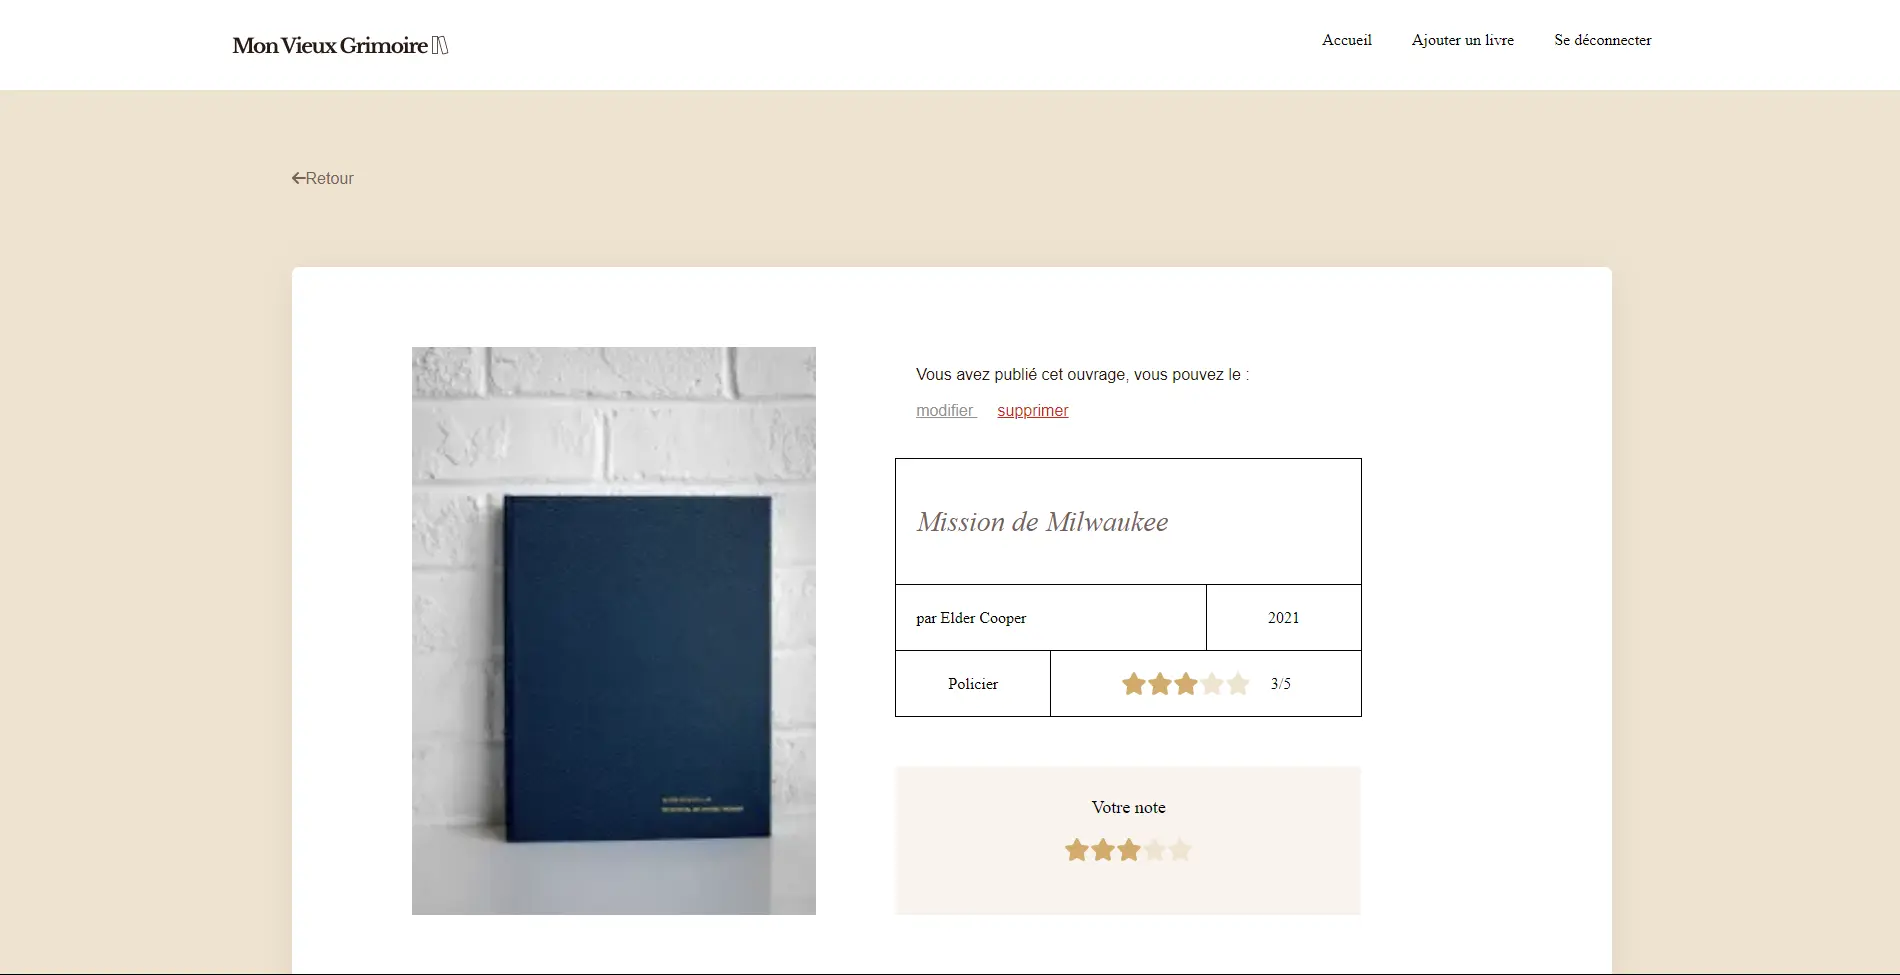 Mon Vieux Grimoire
Accueil Ajouter un livre Se déconnecter
Retour
Vous avez publié cet ouvrage, vous pouvez le :
modifier supprimer
Mission de Milwaukee
par Elder Cooper 2021
Policier 3/5
Votre note